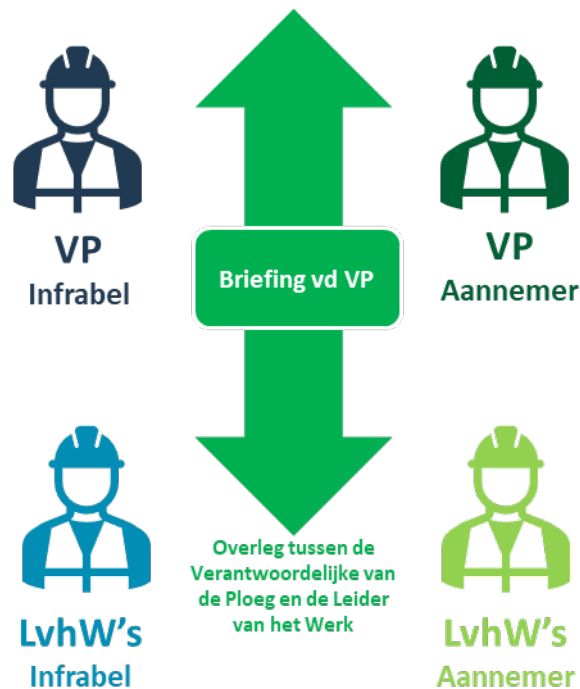 VP
Infrabel
Briefing vd VP
VP
Aannemer
Overleg tussen de
Verantwoordelijke van
de Ploeg en de Leider
van het Werk
LvhW's
Infrabel
LvhW's
Aannemer